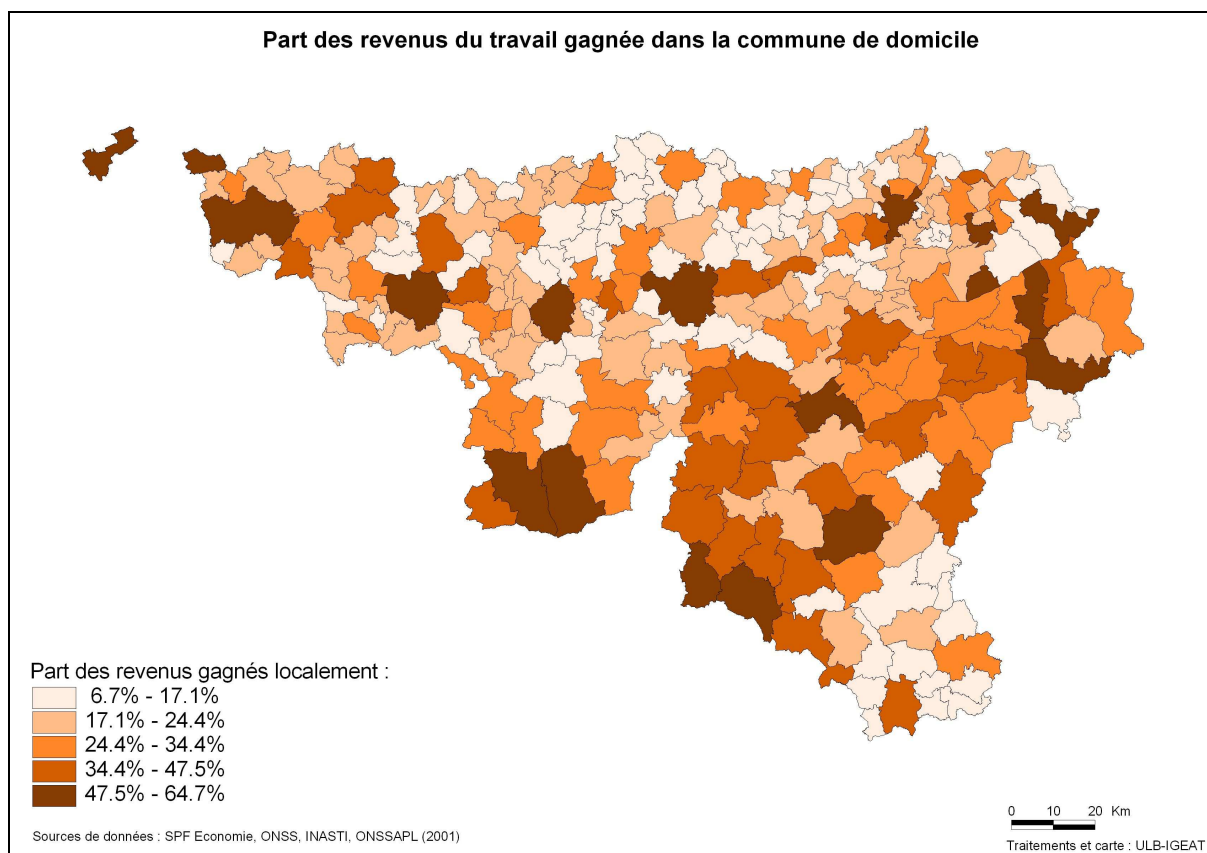 Part des revenus du travail gagnée dans la commune de domicile
Part des revenus gagnés localement :
6.7% - 17.1%
17.1% - 24.4%
24.4% - 34.4%
34.4% - 47.5%
47.5% - 64.7%
Sources de données : SPF Economie, ONSS, INASTI, ONSSAPL (2001)
0 10 20 Km
Traitements et carte : ULB-IGEAT